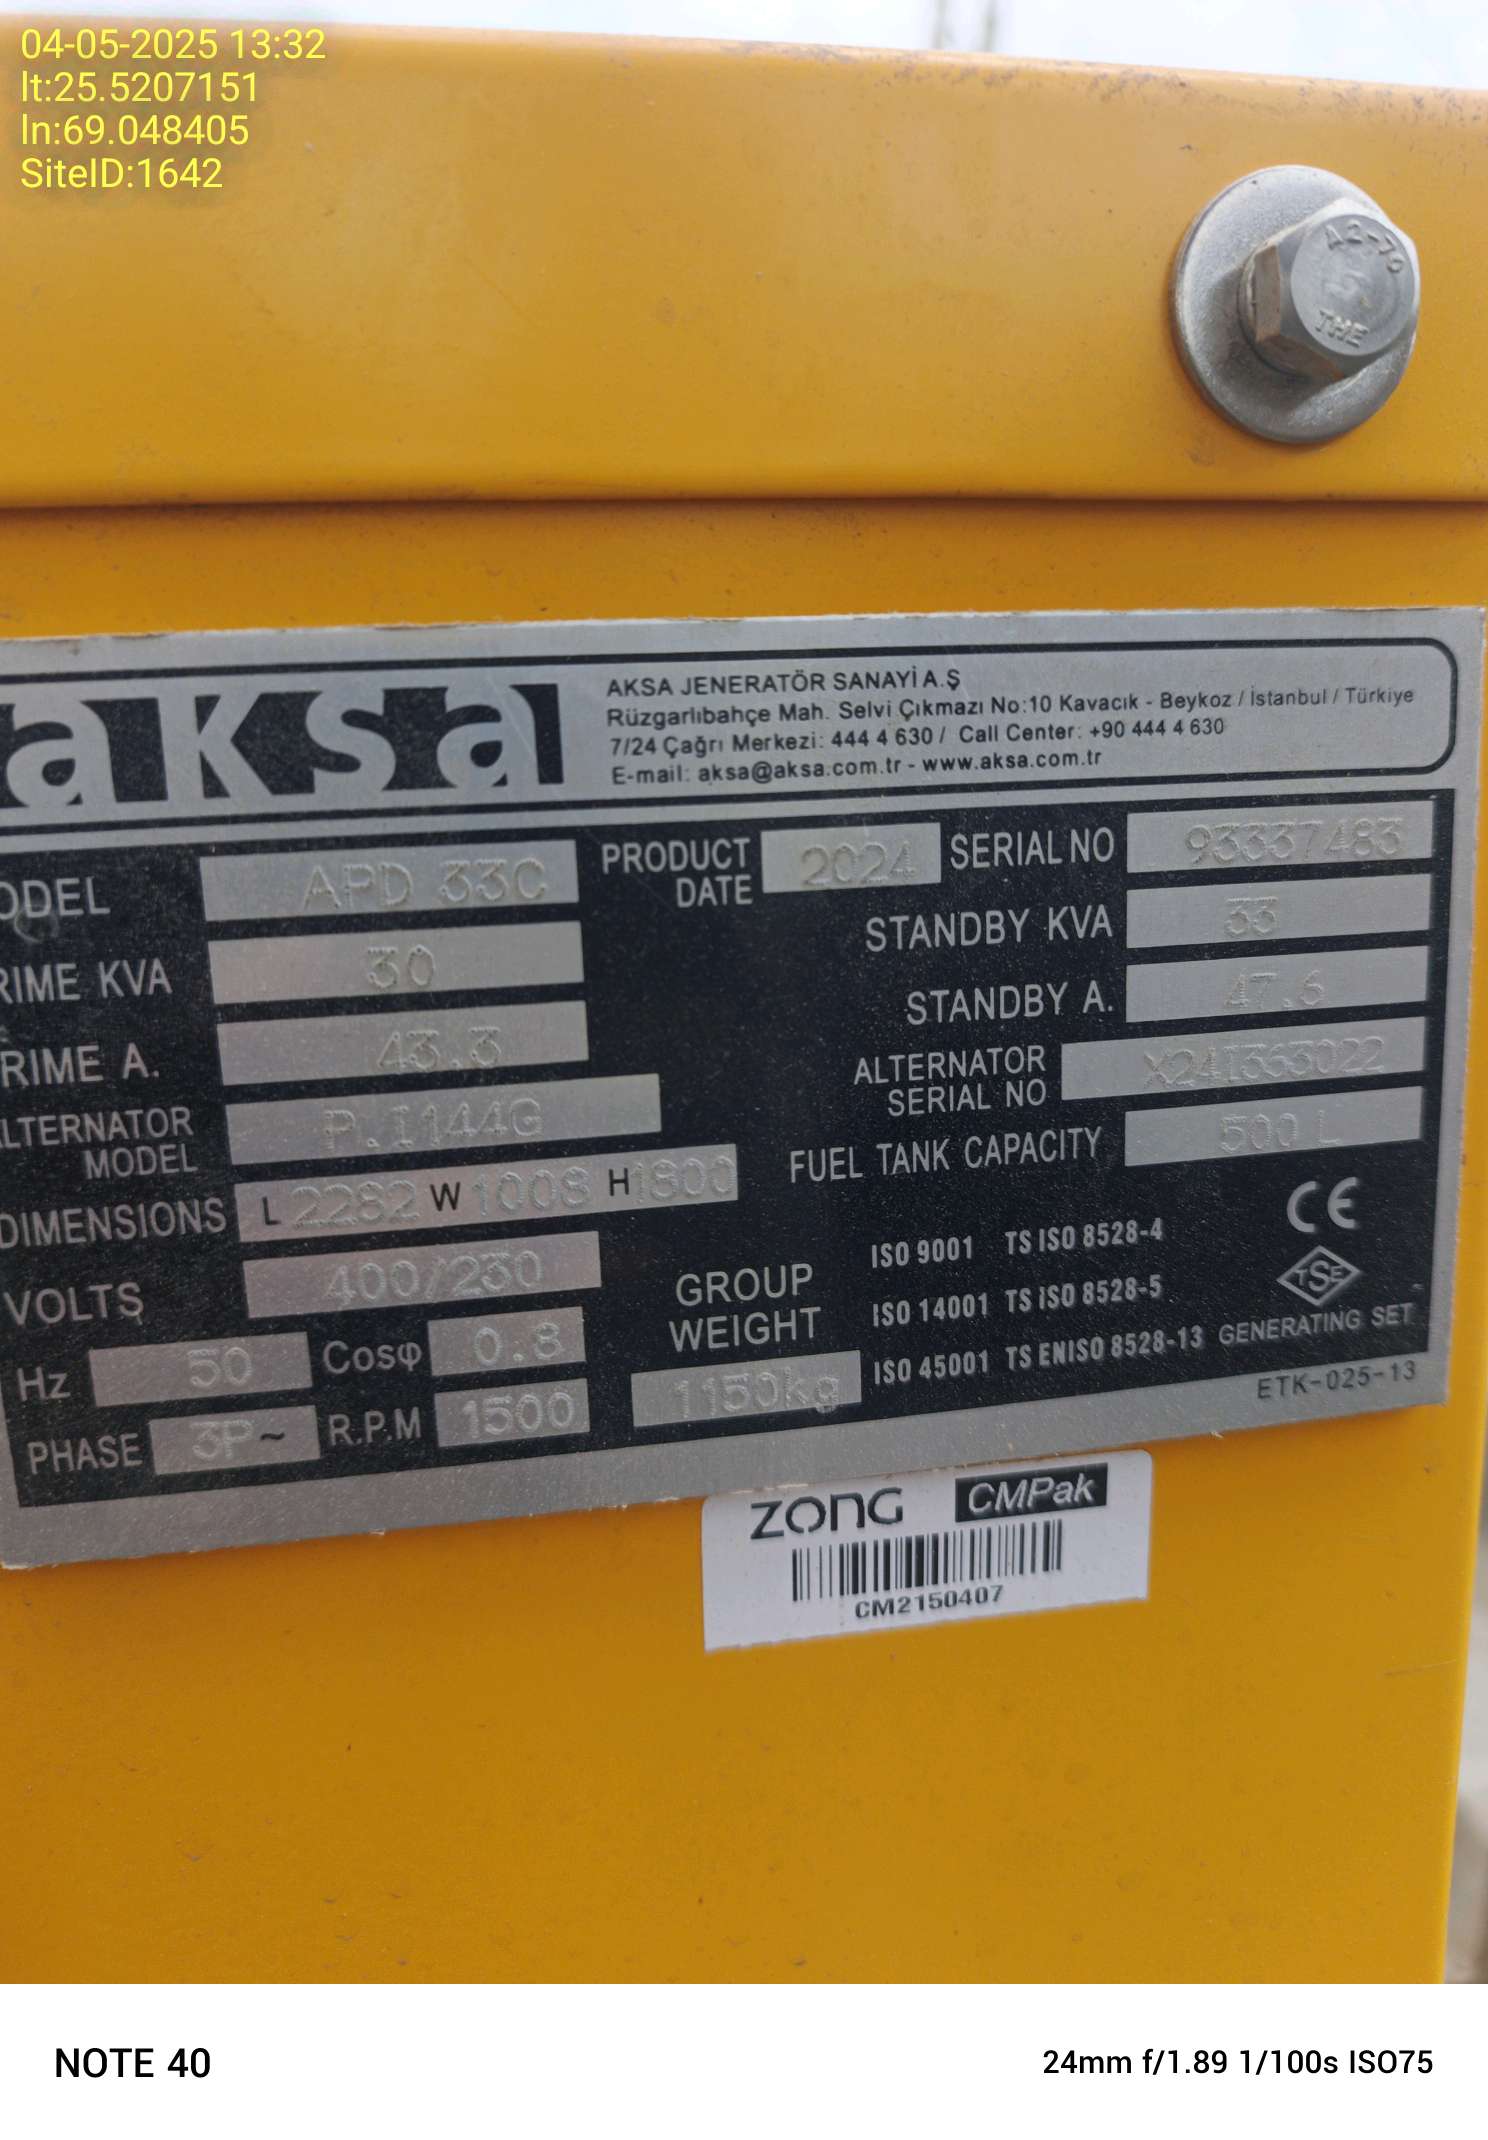 04-05-2025 13:32
lt:25.5207151
ln:69.048405
SiteID:1642
A2-70
THE
aksa
AKSA JENERATÖR SANAYİ A.Ş
Rüzgarlıbahçe Mah. Selvi Çıkmazı No:10 Kavacık - Beykoz / İstanbul / Türkiye
7/24 Çağrı Merkezi: 444 4 630 / Call Center: +90 444 4 630
E-mail: aksa@aksa.com.tr - www.aksa.com.tr
ODEL APD 33C
PRODUCT DATE 2024
SERIAL NO 93337483
RIME KVA 30
STANDBY KVA 33
RIME A. 43.3
STANDBY A. 47.6
LTERNATOR MODEL
ALTERNATOR SERIAL NO X24I363022
DIMENSIONS L 2282 W 1008 H 1800
FUEL TANK CAPACITY 500 L
VOLTS 400/230
Hz 50 Cosφ 0.8
PHASE 3P~ R.P.M 1500
GROUP WEIGHT 1150kg
ISO 9001 TS ISO 8528-4
ISO 14001 TS ISO 8528-5
ISO 45001 TS ENISO 8528-13
CE
TSE
GENERATING SET
ETK-025-13
ZONG CMPak
CM2150407
NOTE 40
24mm f/1.89 1/100s ISO75